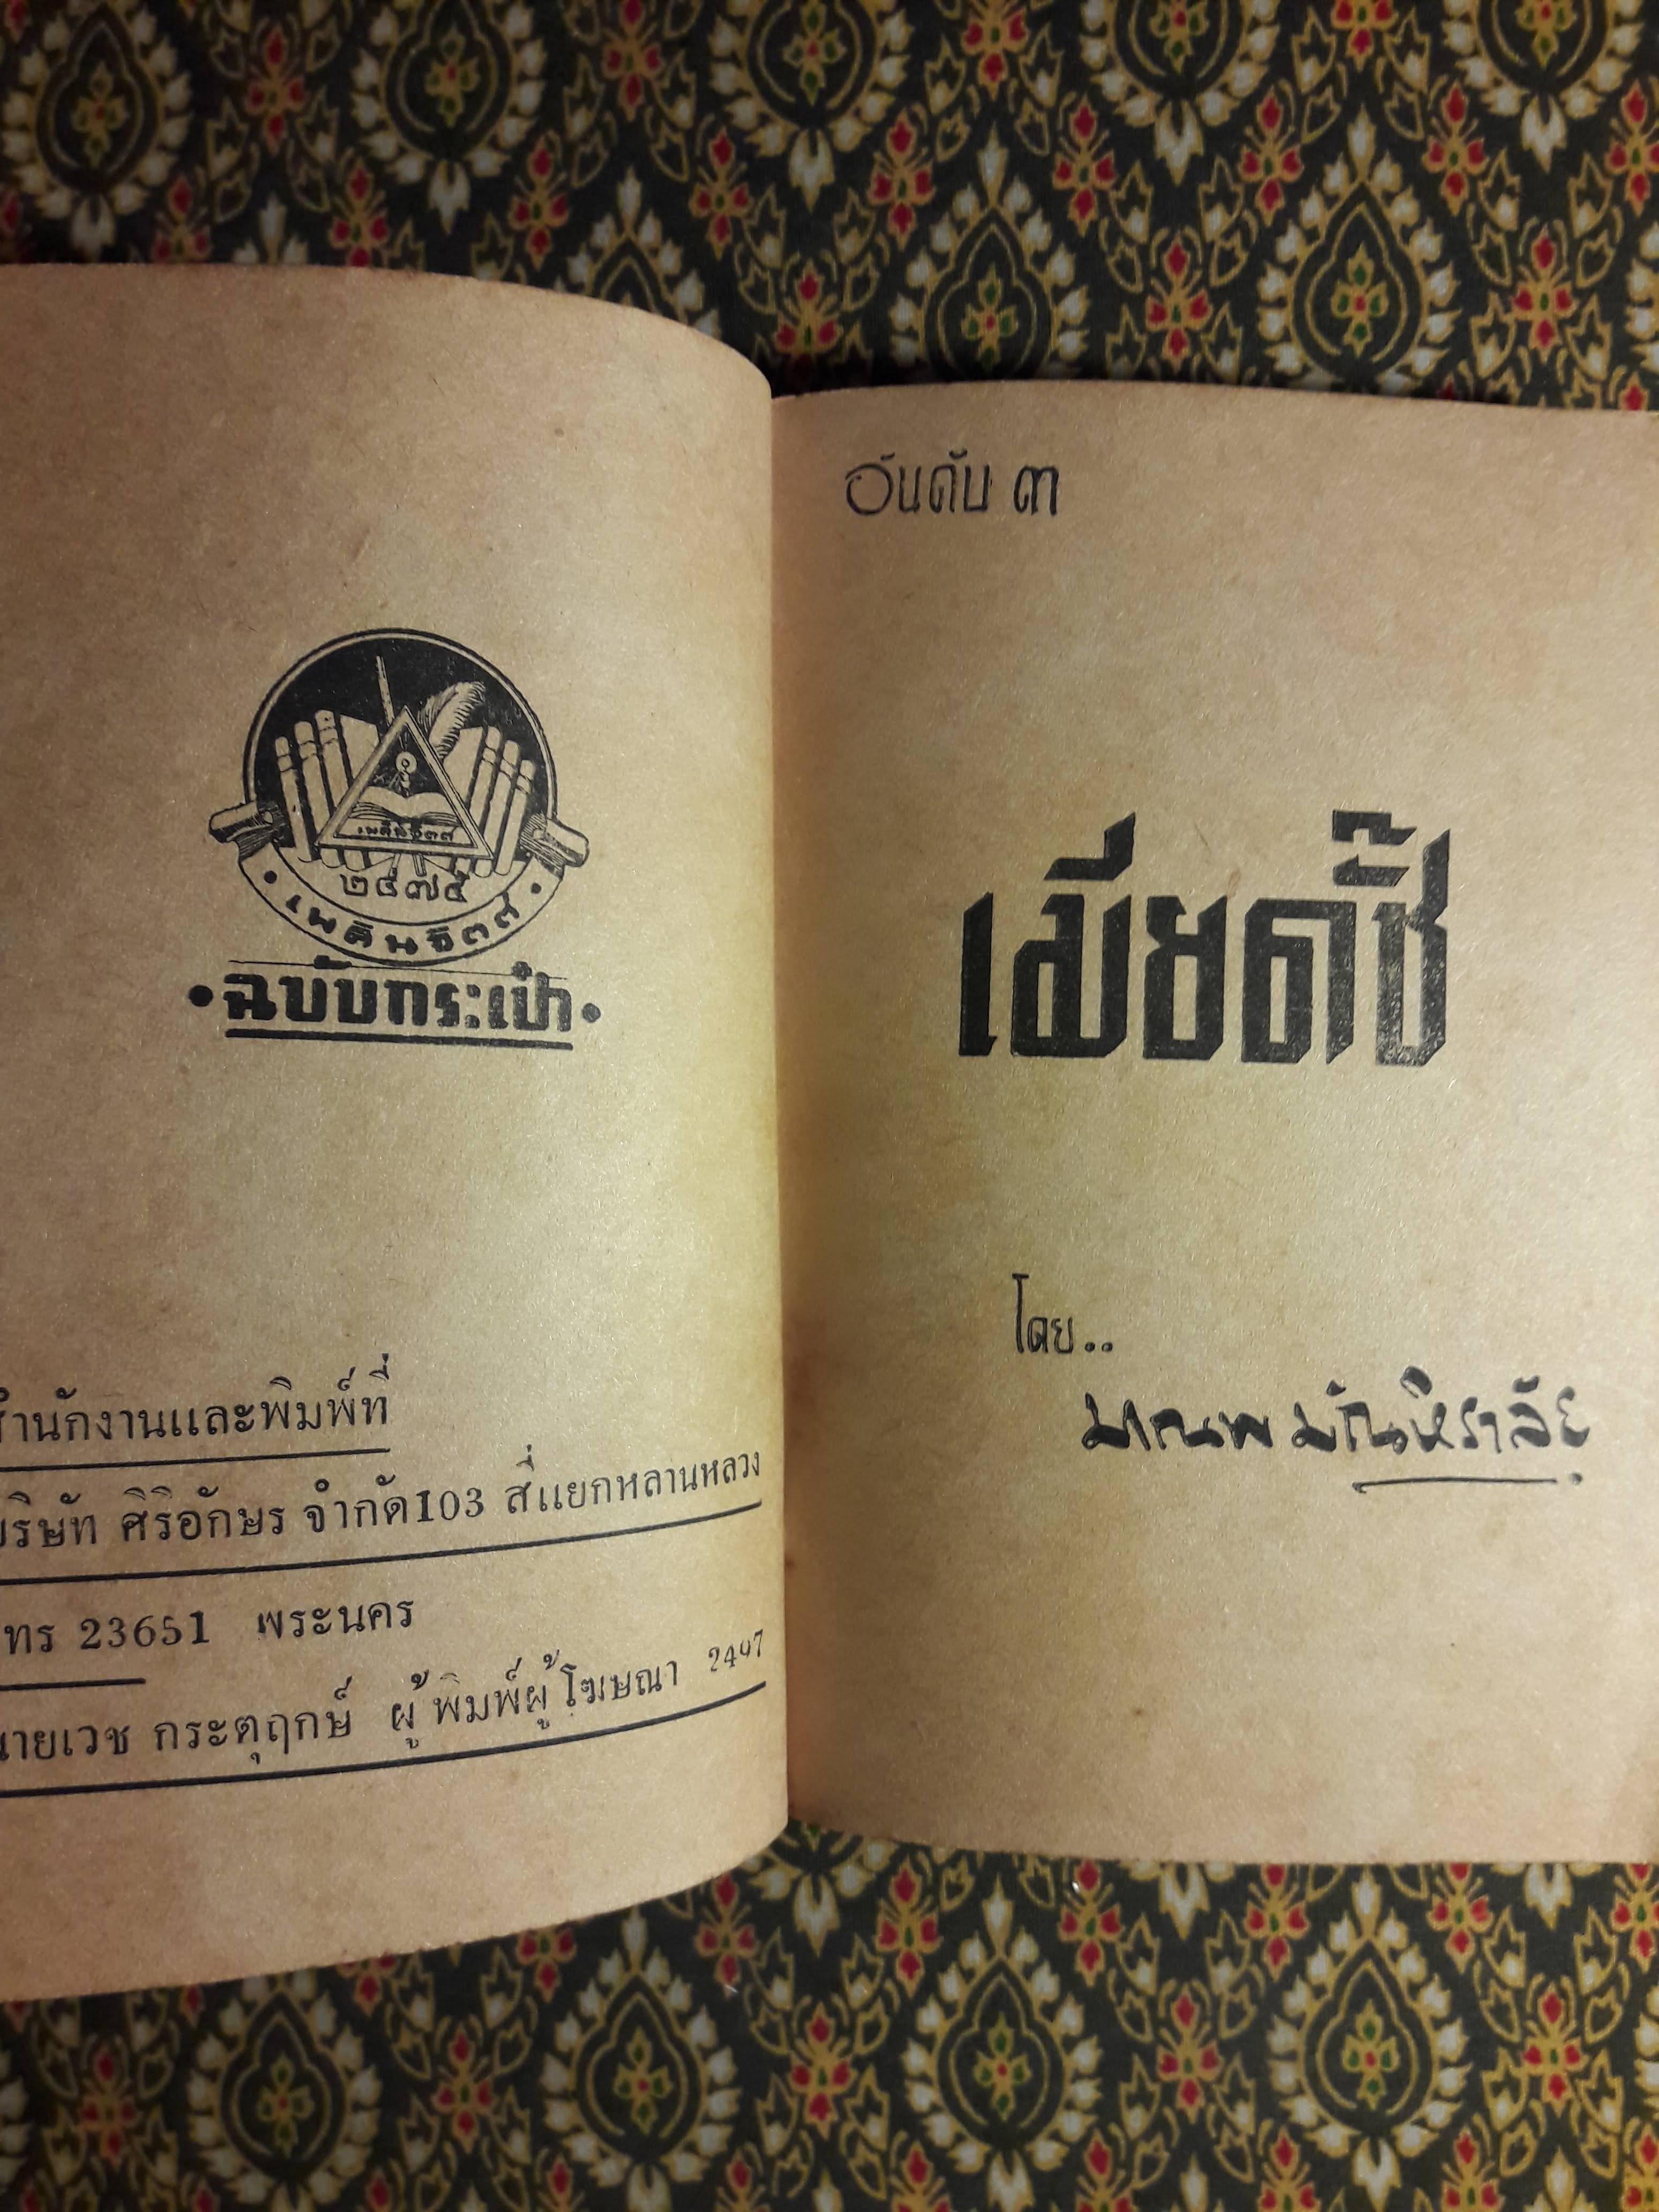 เพลินจิตต์
๒๔๗๕
• เพลินจิตต์ •
•ฉบับกระเป๋า•
สำนักงานและพิมพ์ที่
บริษัท ศิริอักษร จำกัด 103 สี่แยกหลานหลวง
โทร 23651 พระนคร
นายเวช กระตุฤกษ์ ผู้พิมพ์ผู้โฆษณา 2497
อันดับ ๓
เมียดิ๊ช
โดย..
มาณพ มัณหิราลัย